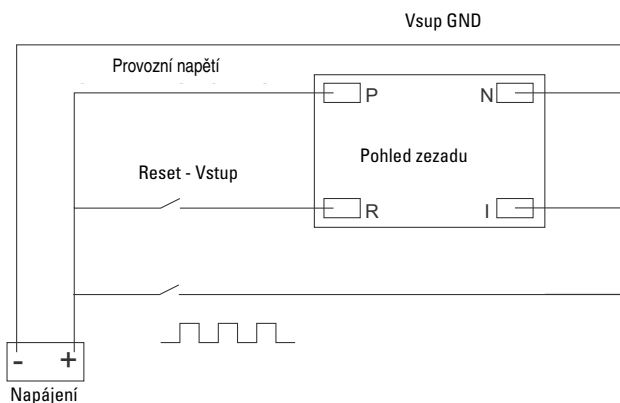 Vsup GND
Provozní napětí
P
N
Pohled zezadu
Reset - Vstup
R
I
- +
Napájení